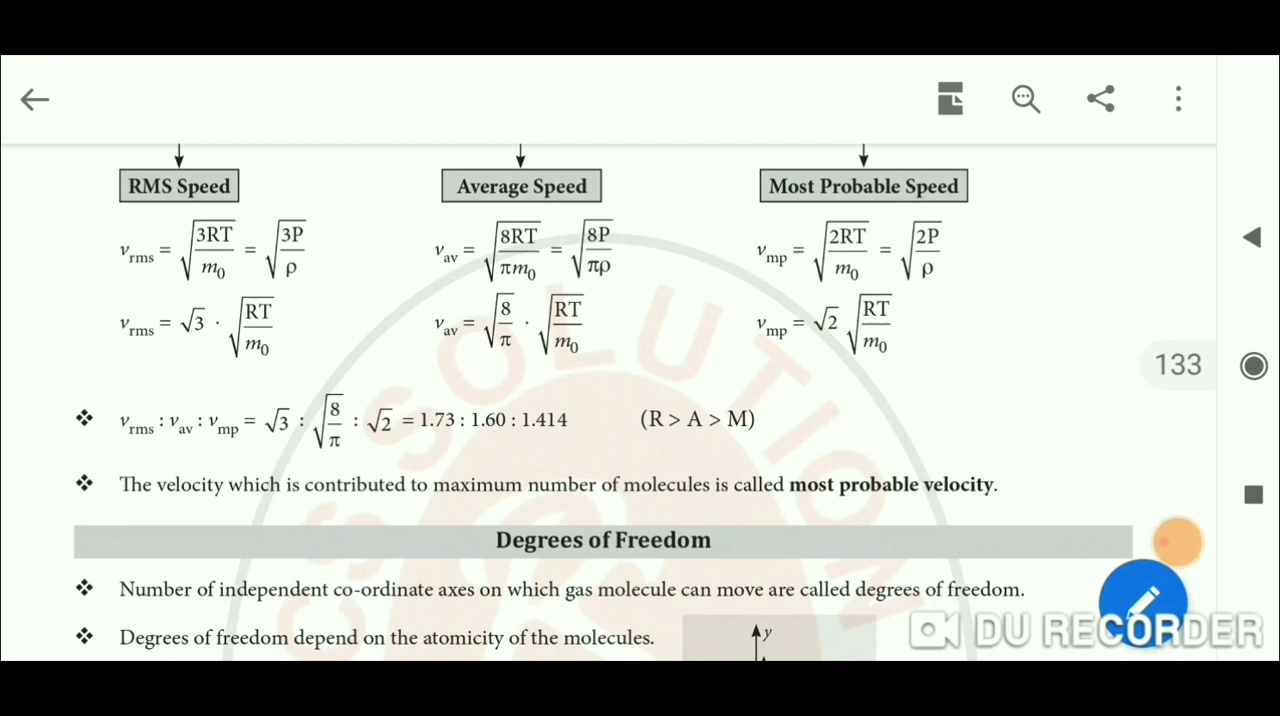 RMS Speed Average Speed Most Probable Speed
v_rms = √(3RT/m₀) = √(3P/ρ) v_av = √(8RT/πm₀) = √(8P/πρ) v_mp = √(2RT/m₀) = √(2P/ρ)
v_rms = √3 · √(RT/m₀) v_av = √(8/π) · √(RT/m₀) v_mp = √2 √(RT/m₀)
133
❖ v_rms : v_av : v_mp = √3 : √(8/π) : √2 = 1.73 : 1.60 : 1.414 (R > A > M)
❖ The velocity which is contributed to maximum number of molecules is called most probable velocity.
Degrees of Freedom
❖ Number of independent co-ordinate axes on which gas molecule can move are called degrees of freedom.
❖ Degrees of freedom depend on the atomicity of the molecules.
y
DU RECORDER
SOLUTION